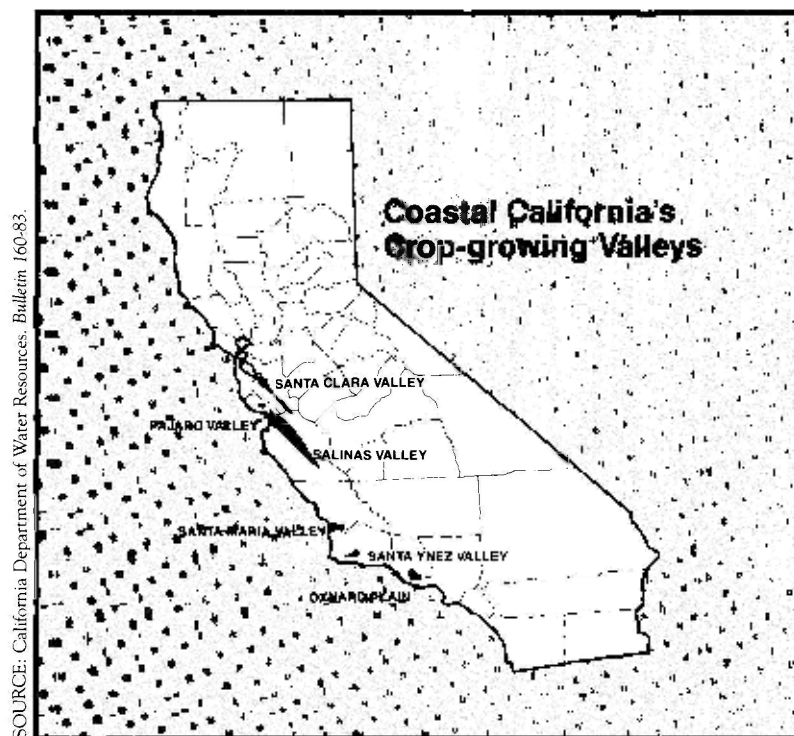 Coastal California's
Crop-growing Valleys
SANTA CLARA VALLEY
PAJARO VALLEY
SALINAS VALLEY
SANTA MARIA VALLEY
SANTA YNEZ VALLEY
OXNARD PLAIN
SOURCE: California Department of Water Resources. Bulletin 160-83.